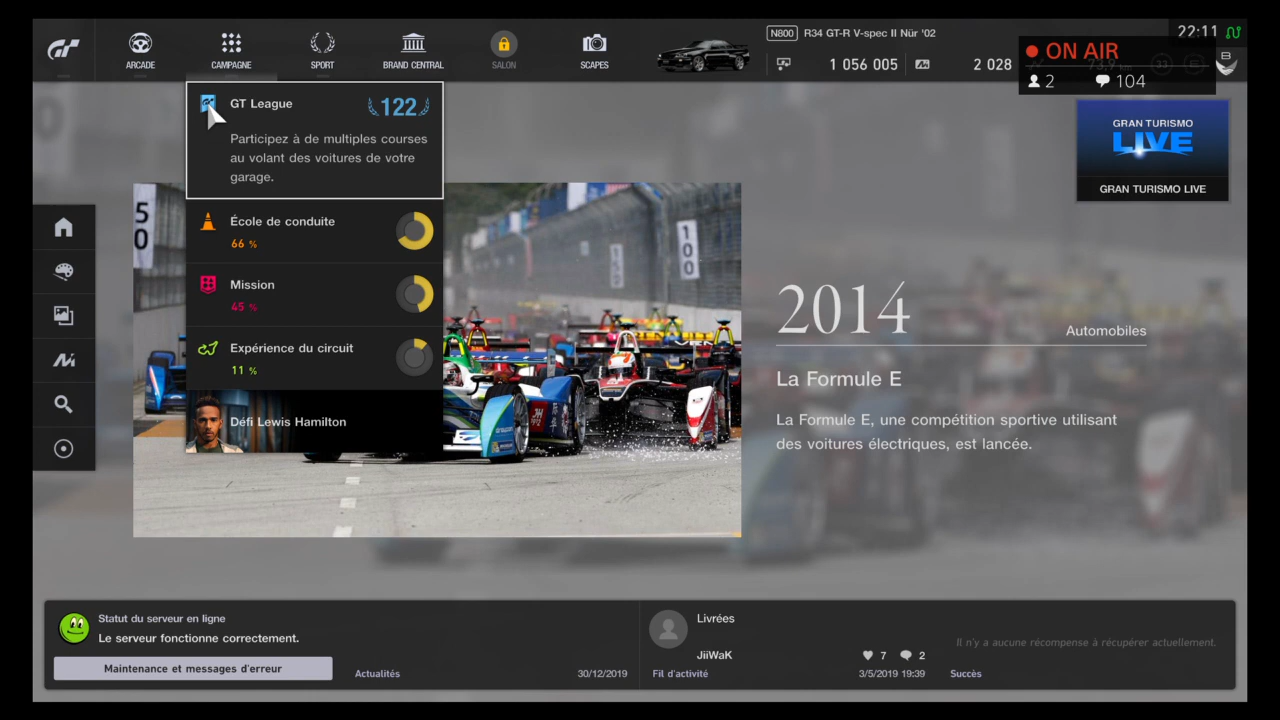 GT
ARCADE
CAMPAGNE
SPORT
BRAND CENTRAL
SALON
SCAPES
N800 R34 GT-R V-spec II Nür '02
1 056 005
2 028
22:11
ON AIR
2 104
33
E
B
GT League
122
Participez à de multiples courses
au volant des voitures de votre
garage.
École de conduite
66 %
Mission
45 %
Expérience du circuit
11 %
Défi Lewis Hamilton
50
100
150
GRAN TURISMO
LIVE
GRAN TURISMO LIVE
2014
Automobiles
La Formule E
La Formule E, une compétition sportive utilisant
des voitures électriques, est lancée.
Statut du serveur en ligne
Le serveur fonctionne correctement.
Maintenance et messages d'erreur
Actualités
30/12/2019
Livrées
JiiWaK
7 2
Fil d'activité
3/5/2019 19:39
Il n'y a aucune récompense à récupérer actuellement.
Succès